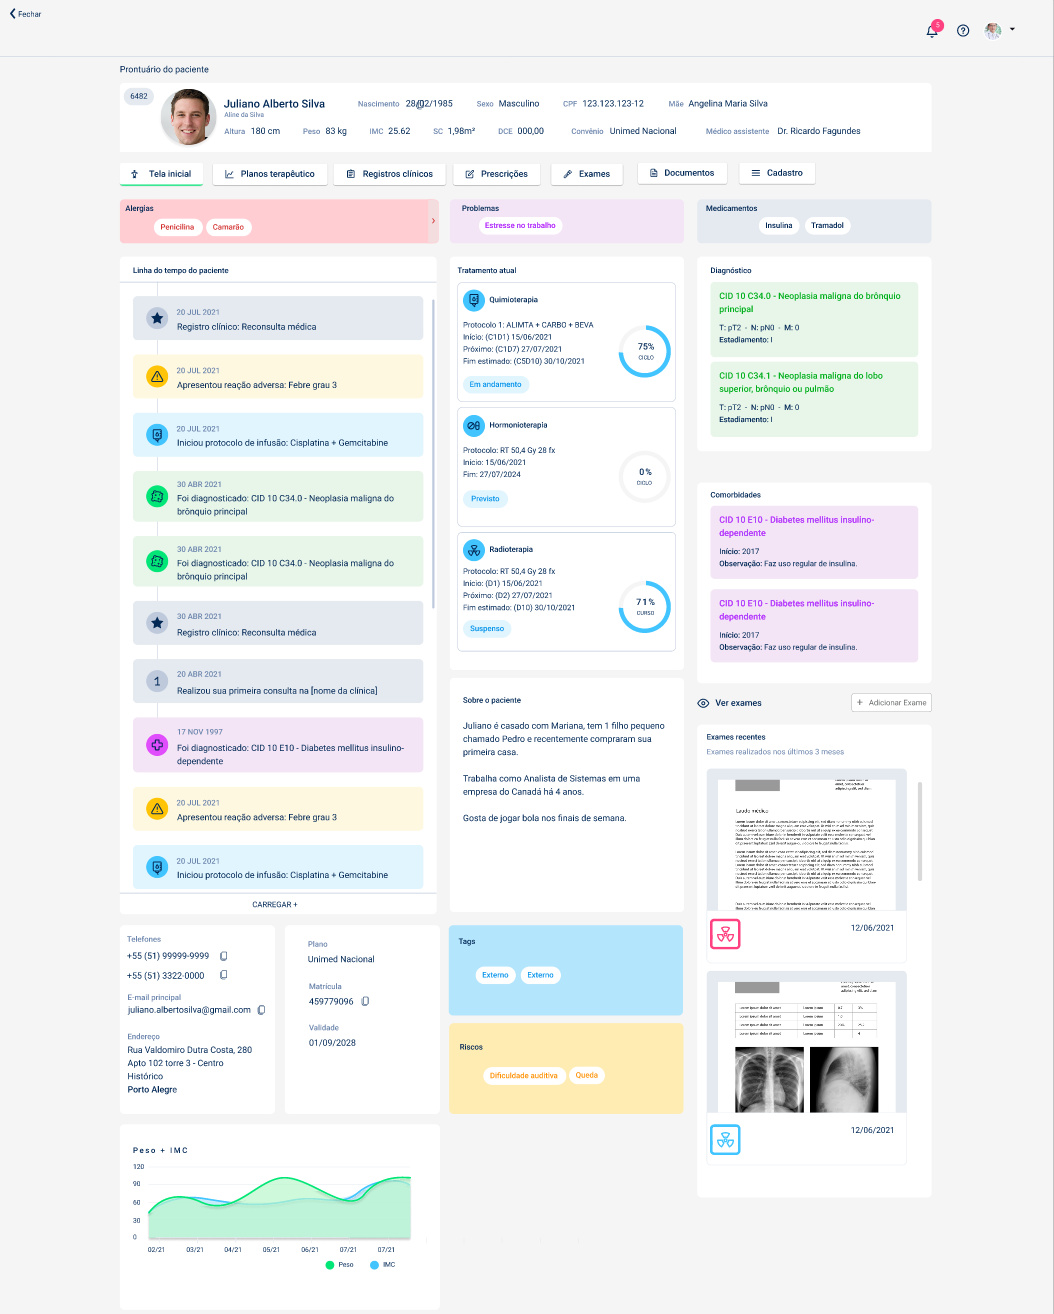 Fechar
5
Prontuário do paciente
6482
Juliano Alberto Silva
Aline da Silva
Nascimento 28/02/1985
Sexo Masculino
CPF 123.123.123-12
Mãe Angelina Maria Silva
Altura 180 cm
Peso 83 kg
IMC 25.62
SC 1,98m²
DCE 000,00
Convênio Unimed Nacional
Médico assistente Dr. Ricardo Fagundes
Tela inicial
Planos terapêutico
Registros clínicos
Prescrições
Exames
Documentos
Cadastro
Alergias
Penicilina
Camarão
Problemas
Estresse no trabalho
Medicamentos
Insulina
Tramadol
Linha do tempo do paciente
20 JUL 2021
Registro clínico: Reconsulta médica
20 JUL 2021
Apresentou reação adversa: Febre grau 3
20 JUL 2021
Iniciou protocolo de infusão: Cisplatina + Gemcitabine
30 ABR 2021
Foi diagnosticado: CID 10 C34.0 - Neoplasia maligna do
brônquio principal
30 ABR 2021
Foi diagnosticado: CID 10 C34.0 - Neoplasia maligna do
brônquio principal
30 ABR 2021
Registro clínico: Reconsulta médica
1
20 ABR 2021
Realizou sua primeira consulta na [nome da clínica]
17 NOV 1997
Foi diagnosticado: CID 10 E10 - Diabetes mellitus insulino-
dependente
20 JUL 2021
Apresentou reação adversa: Febre grau 3
20 JUL 2021
Iniciou protocolo de infusão: Cisplatina + Gemcitabine
CARREGAR +
Tratamento atual
Quimioterapia
Protocolo 1: ALIMTA + CARBO + BEVA
Início: (C1D1) 15/06/2021
Próximo: (C1D7) 27/07/2021
Fim estimado: (C5D10) 30/10/2021
75%
CICLO
Em andamento
Hormonioterapia
Protocolo: RT 50,4 Gy 28 fx
Início: 15/06/2021
Fim: 27/07/2024
0%
CICLO
Previsto
Radioterapia
Protocolo: RT 50,4 Gy 28 fx
Início: (D1) 15/06/2021
Próximo: (D2) 27/07/2021
Fim estimado: (D10) 30/10/2021
71%
CURSO
Suspenso
Sobre o paciente
Juliano é casado com Mariana, tem 1 filho pequeno
chamado Pedro e recentemente compraram sua
primeira casa.
Trabalha como Analista de Sistemas em uma
empresa do Canadá há 4 anos.
Gosta de jogar bola nos finais de semana.
Diagnóstico
CID 10 C34.0 - Neoplasia maligna do brônquio
principal
T: pT2 - N: pN0 - M: 0
Estadiamento: I
CID 10 C34.1 - Neoplasia maligna do lobo
superior, brônquio ou pulmão
T: pT2 - N: pN0 - M: 0
Estadiamento: I
Comorbidades
CID 10 E10 - Diabetes mellitus insulino-
dependente
Início: 2017
Observação: Faz uso regular de insulina.
CID 10 E10 - Diabetes mellitus insulino-
dependente
Início: 2017
Observação: Faz uso regular de insulina.
Ver exames
+ Adicionar Exame
Exames recentes
Exames realizados nos últimos 3 meses
Laudo médico
12/06/2021
12/06/2021
Telefones
+55 (51) 99999-9999
+55 (51) 3322-0000
E-mail principal
juliano.albertosilva@gmail.com
Endereço
Rua Valdomiro Dutra Costa, 280
Apto 102 torre 3 - Centro
Histórico
Porto Alegre
Plano
Unimed Nacional
Matrícula
459779096
Validade
01/09/2028
Tags
Externo
Externo
Riscos
Dificuldade auditiva
Queda
Peso + IMC
120
90
60
30
0
02/21
03/21
04/21
05/21
06/21
07/21
07/21
Peso
IMC